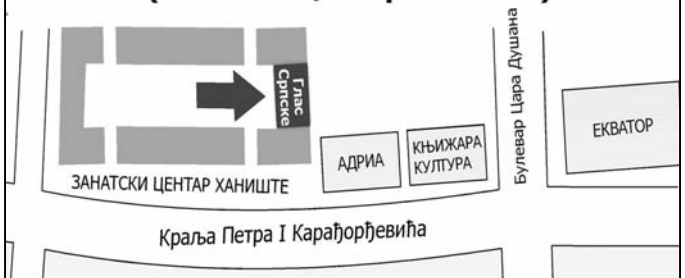 Глас
Српске
Булевар Цара Душана
ЕКВАТОР
АДРИА
КЊИЖАРА
КУЛТУРА
ЗАНАТСКИ ЦЕНТАР ХАНИШТЕ
Краља Петра I Карађорђевића